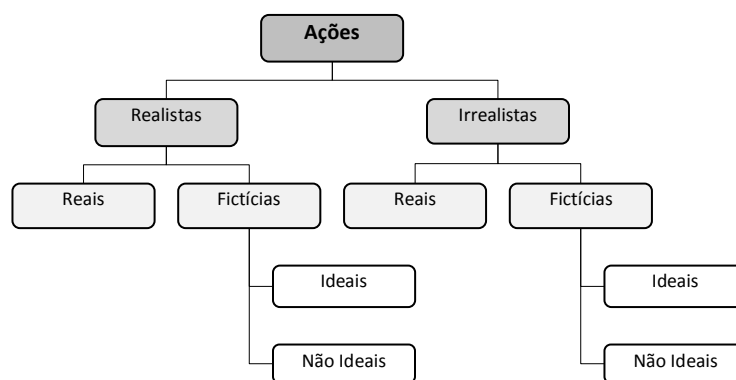 Ações
Realistas
Irrealistas
Reais
Fictícias
Reais
Fictícias
Ideais
Ideais
Não Ideais
Não Ideais